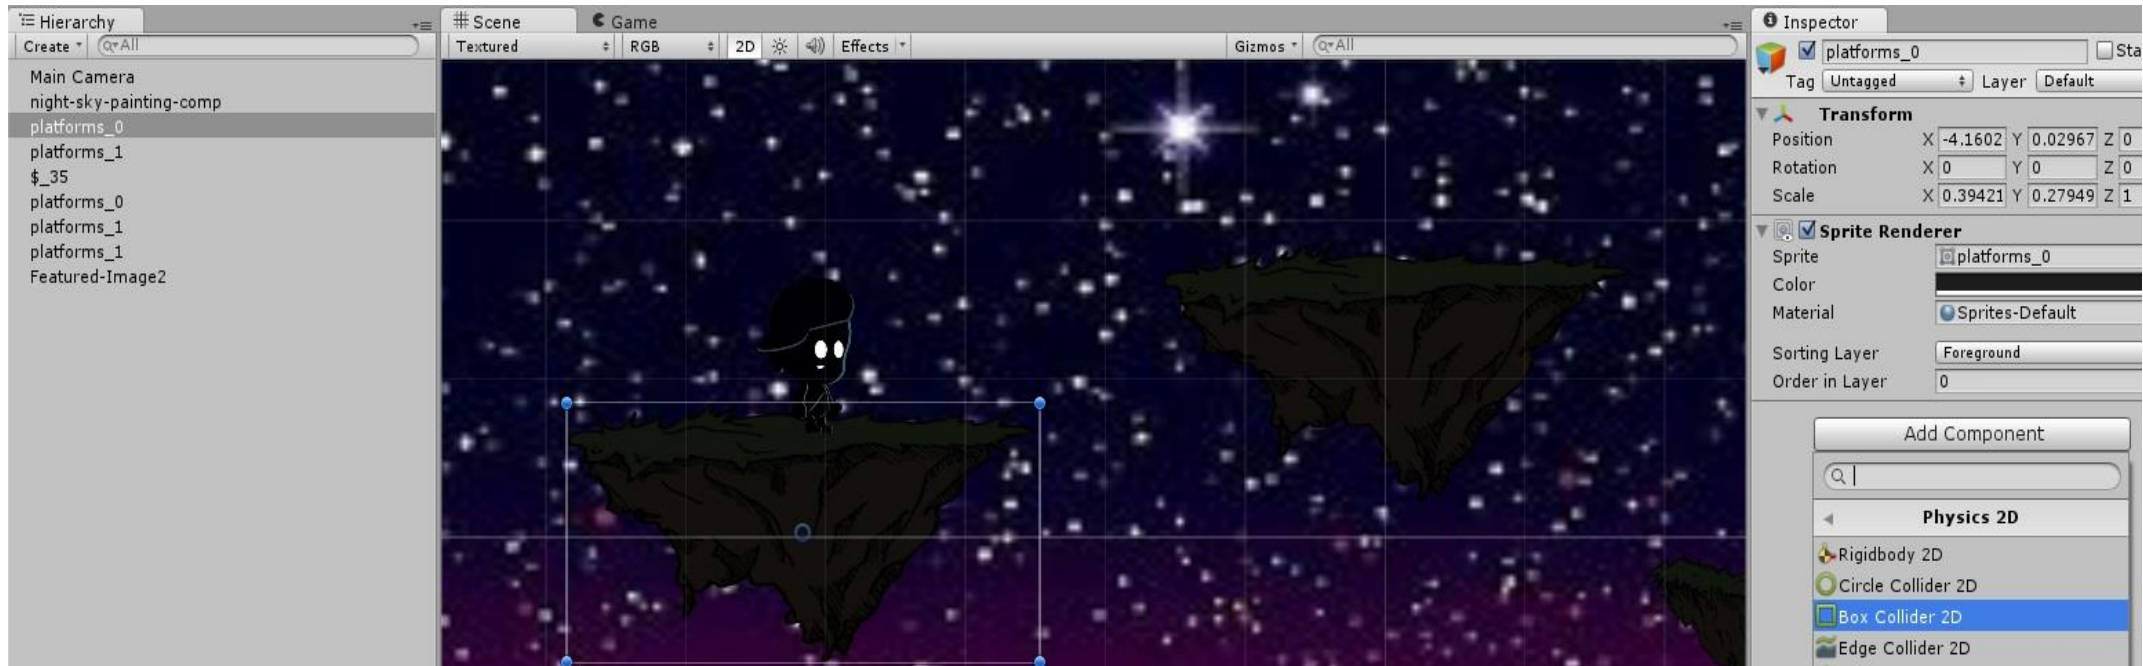 Hierarchy
Create All
Main Camera
night-sky-painting-comp
platforms_0
platforms_1
$_35
platforms_0
platforms_1
platforms_1
Featured-Image2
Scene Game
Textured RGB 2D Effects Gizmos All
Inspector
platforms_0 Sta
Tag Untagged Layer Default
Transform
Position X -4.1602 Y 0.02967 Z 0
Rotation X 0 Y 0 Z 0
Scale X 0.39421 Y 0.27949 Z 1
Sprite Renderer
Sprite platforms_0
Color
Material Sprites-Default
Sorting Layer Foreground
Order in Layer 0
Add Component
Physics 2D
Rigidbody 2D
Circle Collider 2D
Box Collider 2D
Edge Collider 2D